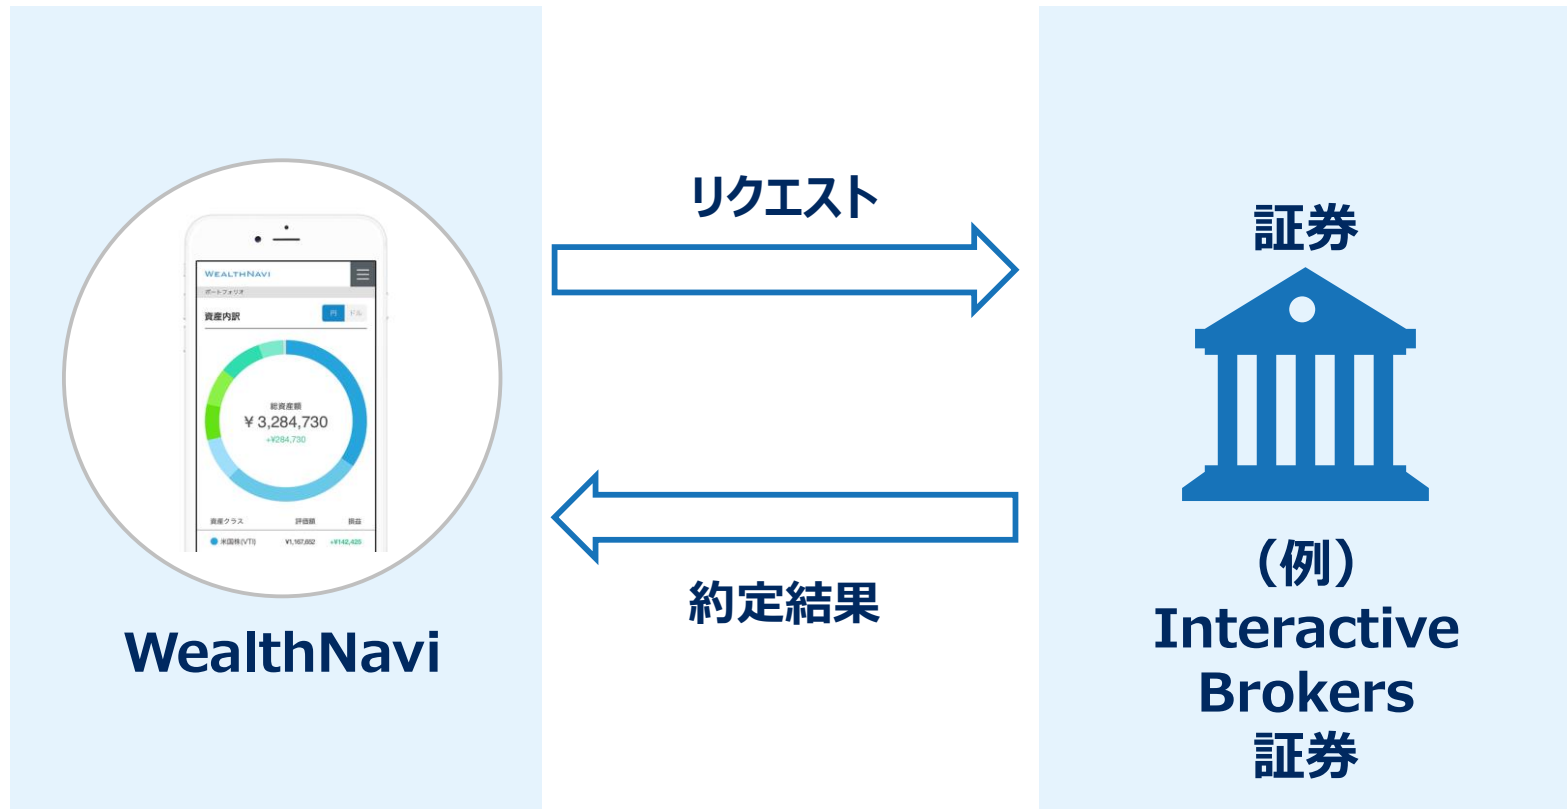 リクエスト
証券
WEALTHNAVI
ポートフォリオ
資産内訳
円 ドル
総資産額
¥ 3,284,730
+¥284,730
資産クラス 評価額 損益
米国株(VTI) ¥1,167,652 +¥142,425
約定結果
WealthNavi
(例)
Interactive
Brokers
証券